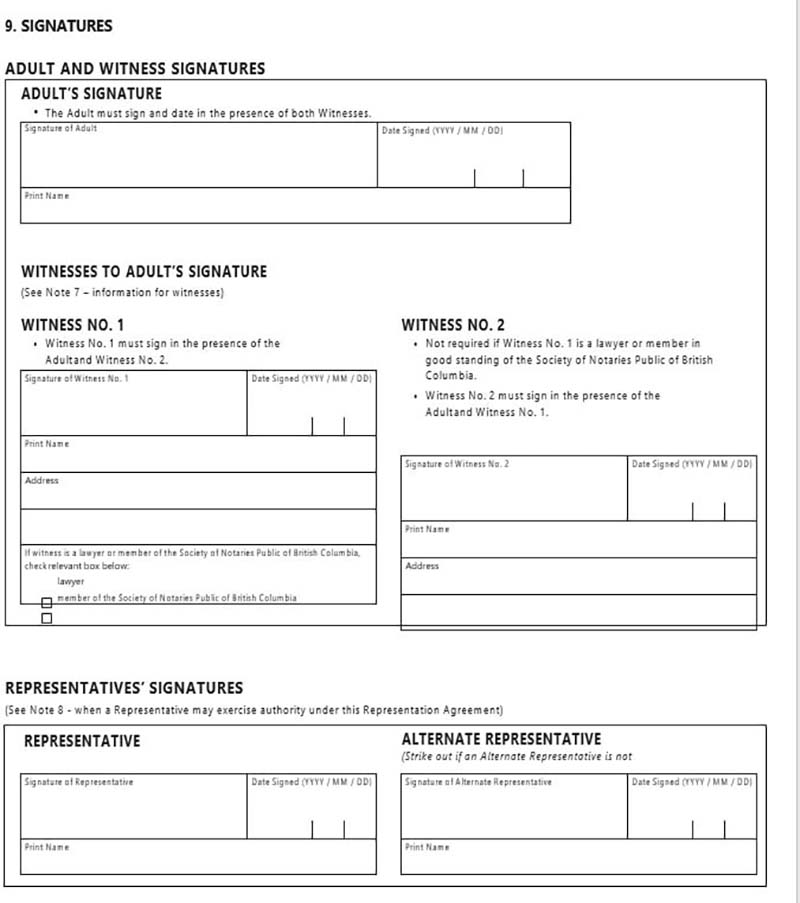 9. SIGNATURES
ADULT AND WITNESS SIGNATURES
ADULT'S SIGNATURE
• The Adult must sign and date in the presence of both Witnesses.
Signature of Adult
Date Signed (YYYY / MM / DD)
Print Name
WITNESSES TO ADULT'S SIGNATURE
(See Note 7 – information for witnesses)
WITNESS NO. 1
• Witness No. 1 must sign in the presence of the
Adultand Witness No. 2.
Signature of Witness No. 1
Date Signed (YYYY / MM / DD)
Print Name
Address
If witness is a lawyer or member of the Society of Notaries Public of British Columbia,
check relevant box below:
lawyer
member of the Society of Notaries Public of British Columbia
WITNESS NO. 2
• Not required if Witness No. 1 is a lawyer or member in
good standing of the Society of Notaries Public of British
Columbia.
• Witness No. 2 must sign in the presence of the
Adultand Witness No. 1.
Signature of Witness No. 2
Date Signed (YYYY / MM / DD)
Print Name
Address
REPRESENTATIVES' SIGNATURES
(See Note 8 - when a Representative may exercise authority under this Representation Agreement)
REPRESENTATIVE
Signature of Representative
Date Signed (YYYY / MM / DD)
Print Name
ALTERNATE REPRESENTATIVE
(Strike out if an Alternate Representative is not
Signature of Alternate Representative
Date Signed (YYYY / MM / DD)
Print Name